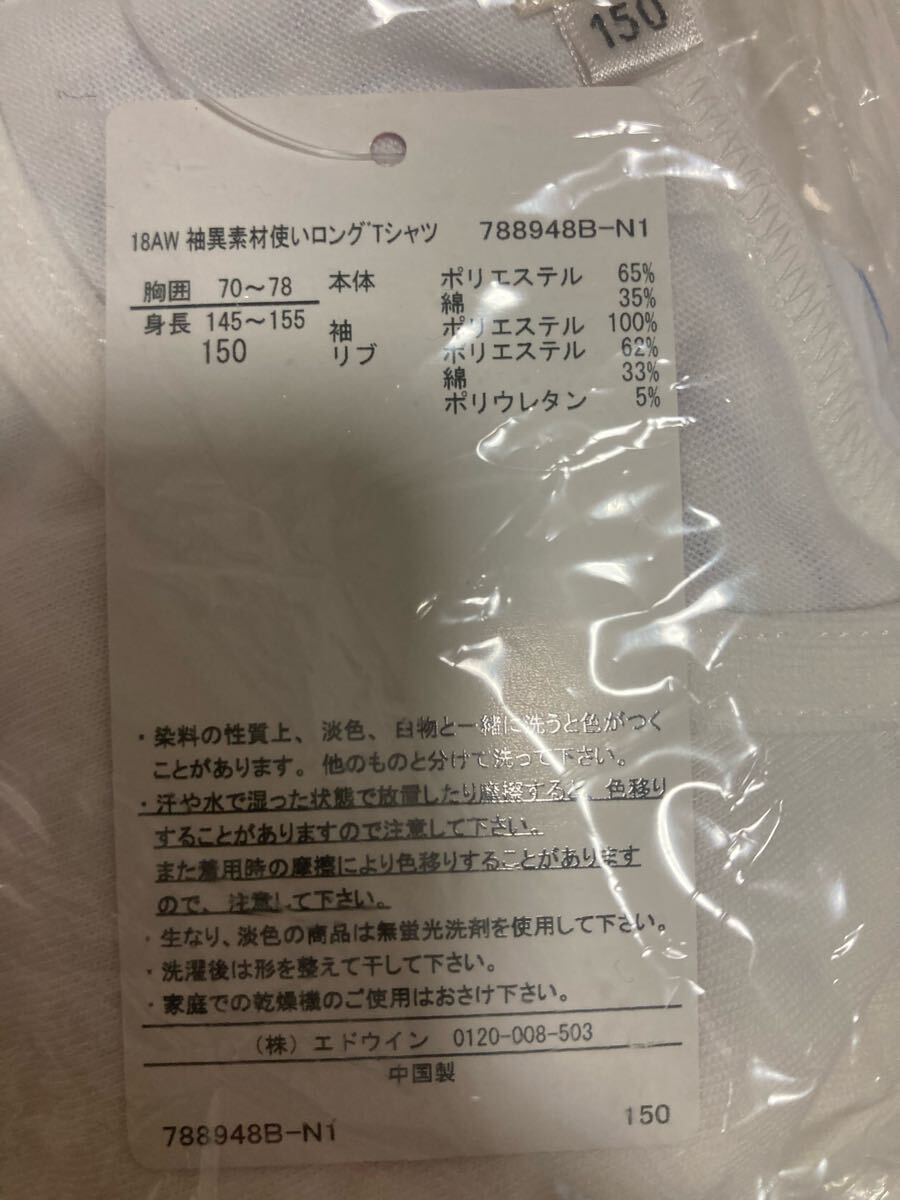 150
18AW 袖異素材使いロングTシャツ 788948B-N1
胸囲 70〜78 本体 ポリエステル 65%
綿 35%
身長 145〜155 袖 ポリエステル 100%
150 リブ ポリエステル 62%
綿 33%
ポリウレタン 5%
・染料の性質上、淡色、白物と一緒に洗うと色がつく
ことがあります。他のものと分けて洗って下さい。
・汗や水で湿った状態で放置したり摩擦すると、色移り
することがありますので注意して下さい。
また着用時の摩擦により色移りすることがあります
ので、注意して下さい。
・生なり、淡色の商品は無蛍光洗剤を使用して下さい。
・洗濯後は形を整えて干して下さい。
・家庭での乾燥機のご使用はおさけ下さい。
(株)エドウイン 0120-008-503
中国製
788948B-N1 150